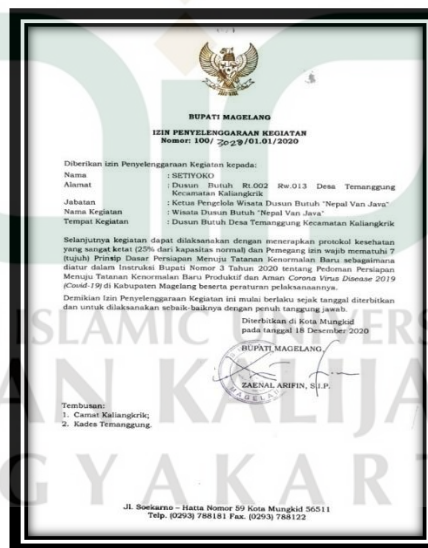 BUPATI MAGELANG
IZIN PENYELENGGARAAN KEGIATAN
Nomor: 100/ /01.01/2020
Diberikan izin Penyelenggaraan Kegiatan kepada:
Nama : SETIYOKO
Alamat : Dusun Butuh Rt.002 Rw.013 Desa Temanggung
Kecamatan Kaliangkrik
Jabatan : Ketua Pengelola Wisata Dusun Butuh "Nepal Van Java"
Nama Kegiatan : Wisata Dusun Butuh "Nepal Van Java"
Tempat Kegiatan : Dusun Butuh Desa Temanggung Kecamatan Kaliangkrik
Selanjutnya kegiatan dapat dilaksanakan dengan menerapkan protokol kesehatan
yang sangat ketat (25% dari kapasitas normal) dan Pemegang izin wajib mematuhi 7
(tujuh) Prinsip Dasar Persiapan Menuju Tatanan Kenormalan Baru sebagaimana
diatur dalam Instruksi Bupati Nomor 3 Tahun 2020 tentang Pedoman Persiapan
Menuju Tatanan Kenormalan Baru Produktif dan Aman Corona Virus Disease 2019
(Covid-19) di Kabupaten Magelang beserta peraturan pelaksanaannya.
Demikian Izin Penyelenggaraan Kegiatan ini mulai berlaku sejak tanggal diterbitkan
dan untuk dilaksanakan sebaik-baiknya dengan penuh tanggung jawab.
Diterbitkan di Kota Mungkid
pada tanggal 18 Desember 2020
BUPATI MAGELANG,
ZAENAL ARIFIN, S.I.P.
MAGELANG
Tembusan:
1. Camat Kaliangkrik;
2. Kades Temanggung.
Jl. Soekarno – Hatta Nomor 59 Kota Mungkid 56511
Telp. (0293) 788181 Fax. (0293) 788122
ISLAMIC UNIVERS
AN KALIJA
GYAKART